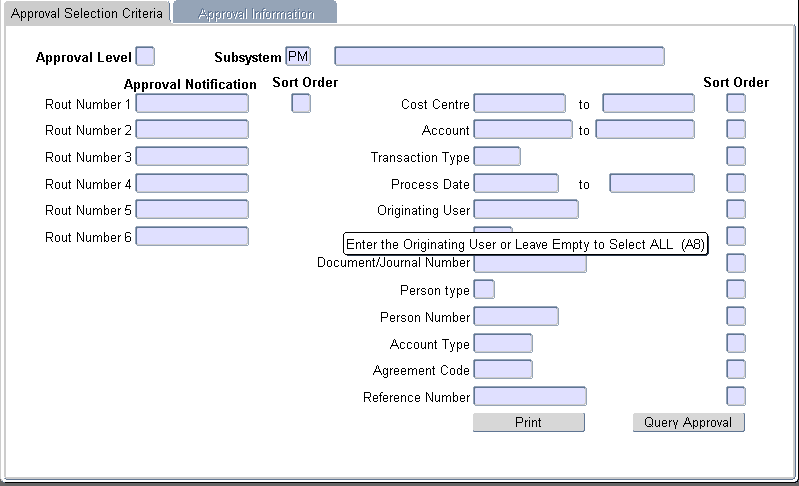 Approval Selection Criteria Approval Information
Approval Level Subsystem PM
Approval Notification Sort Order Sort Order
Rout Number 1 Cost Centre to
Rout Number 2 Account to
Rout Number 3 Transaction Type
Rout Number 4 Process Date to
Rout Number 5 Originating User
Rout Number 6
Enter the Originating User or Leave Empty to Select ALL (A8)
Document/Journal Number
Person type
Person Number
Account Type
Agreement Code
Reference Number
Print Query Approval